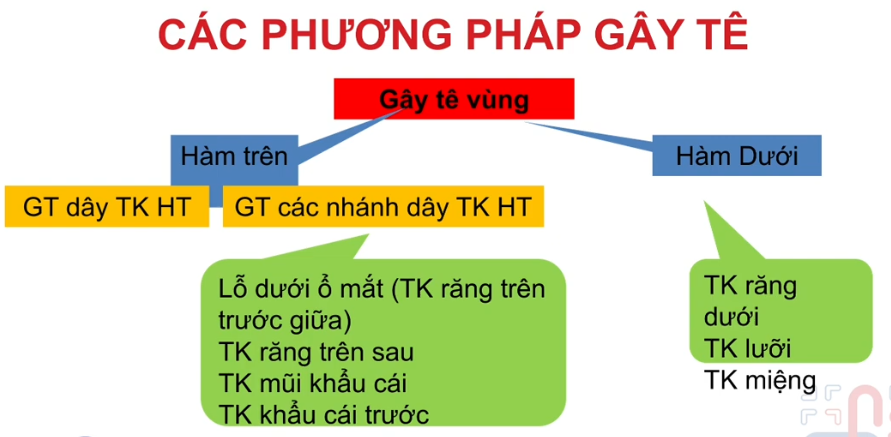 CÁC PHƯƠNG PHÁP GÂY TÊ
Gây tê vùng
Hàm trên
Hàm Dưới
GT dây TK HT
GT các nhánh dây TK HT
Lỗ dưới ổ mắt (TK răng trên
trước giữa)
TK răng trên sau
TK mũi khẩu cái
TK khẩu cái trước
TK răng
dưới
TK lưỡi
TK miệng